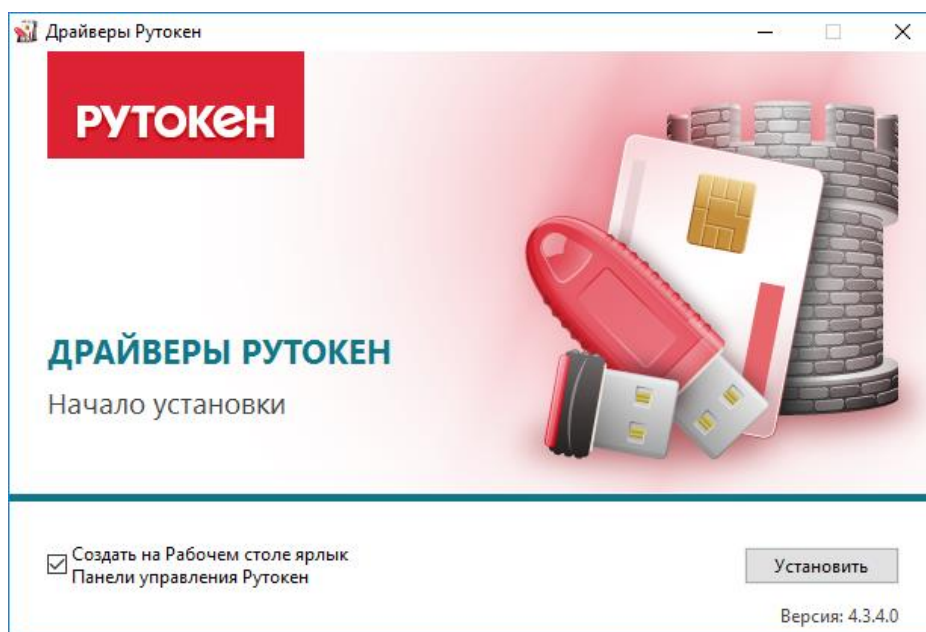 Драйверы Рутокен
РУТОКЕН
ДРАЙВЕРЫ РУТОКЕН
Начало установки
Создать на Рабочем столе ярлык
Панели управления Рутокен
Установить
Версия: 4.3.4.0